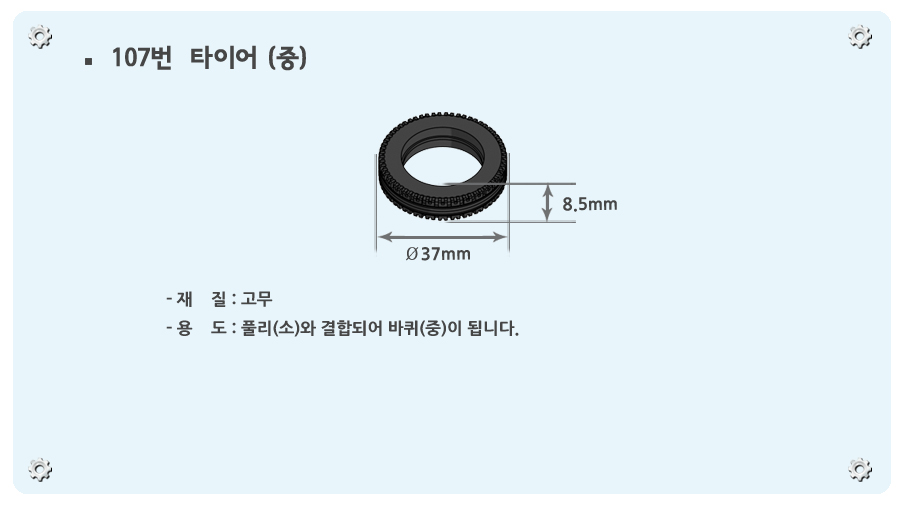 ▪ 107번 타이어 (중)
8.5mm
Ø37mm
- 재 질 : 고무
- 용 도 : 풀리(소)와 결합되어 바퀴(중)이 됩니다.